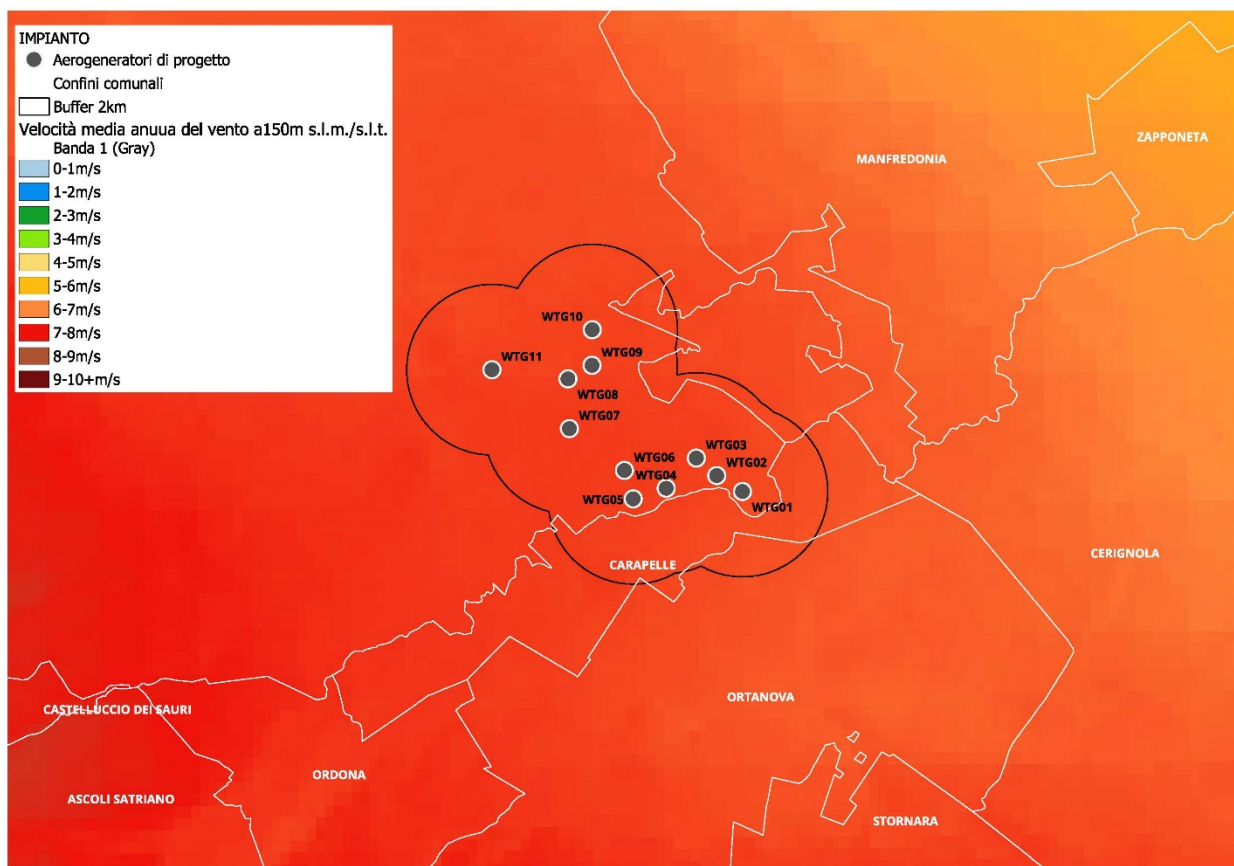 IMPIANTO
Aerogeneratori di progetto
Confini comunali
Buffer 2km
Velocità media anuua del vento a150m s.l.m./s.l.t.
Banda 1 (Gray)
0-1m/s
1-2m/s
2-3m/s
3-4m/s
4-5m/s
5-6m/s
6-7m/s
7-8m/s
8-9m/s
9-10+m/s
ZAPPONETA
MANFREDONIA
WTG10
WTG09
WTG11
WTG08
WTG07
WTG03
WTG06
WTG02
WTG04
WTG05
WTG01
CERIGNOLA
CARAPELLE
ORTANOVA
CASTELLUCCIO DEI SAURI
ORDONA
ASCOLI SATRIANO
STORNARA